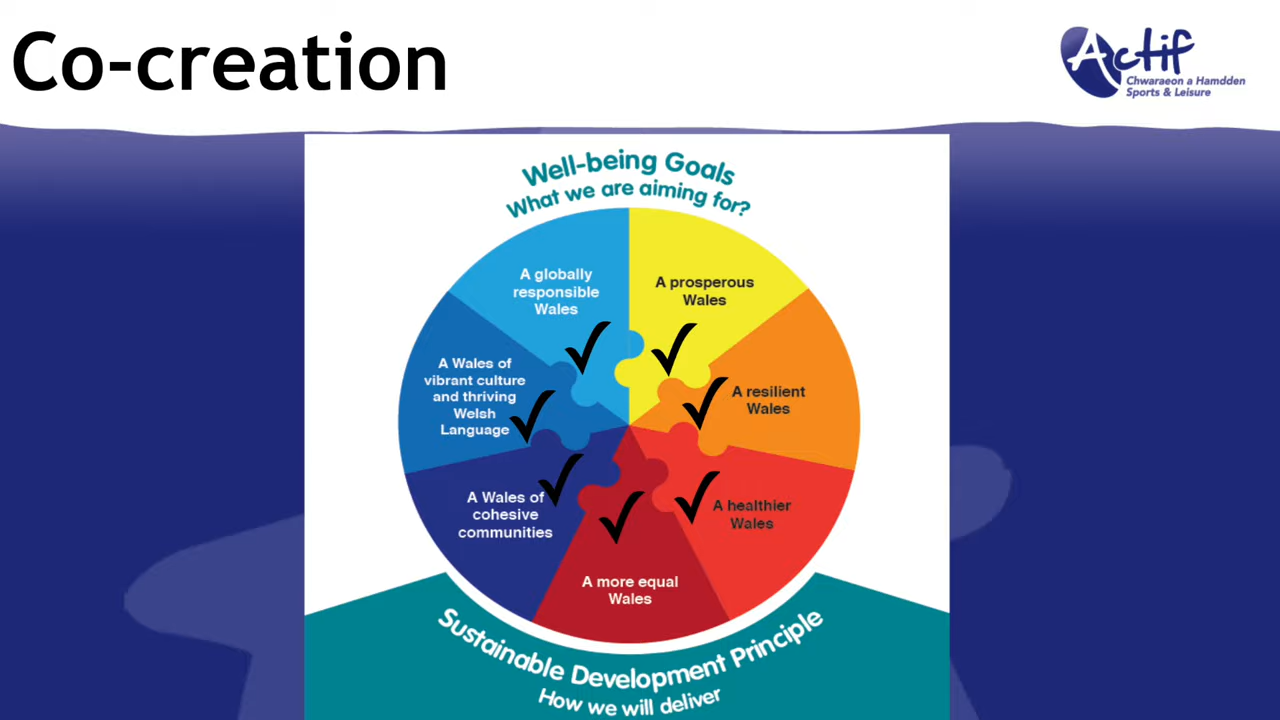 Co-creation
Actif
Chwaraeon a Hamdden
Sports & Leisure
Well-being Goals
What we are aiming for?
A globally
responsible
Wales
A prosperous
Wales
A Wales of
vibrant culture
and thriving
Welsh
Language
A resilient
Wales
A Wales of
cohesive
communities
A healthier
Wales
A more equal
Wales
Sustainable Development Principle
How we will deliver